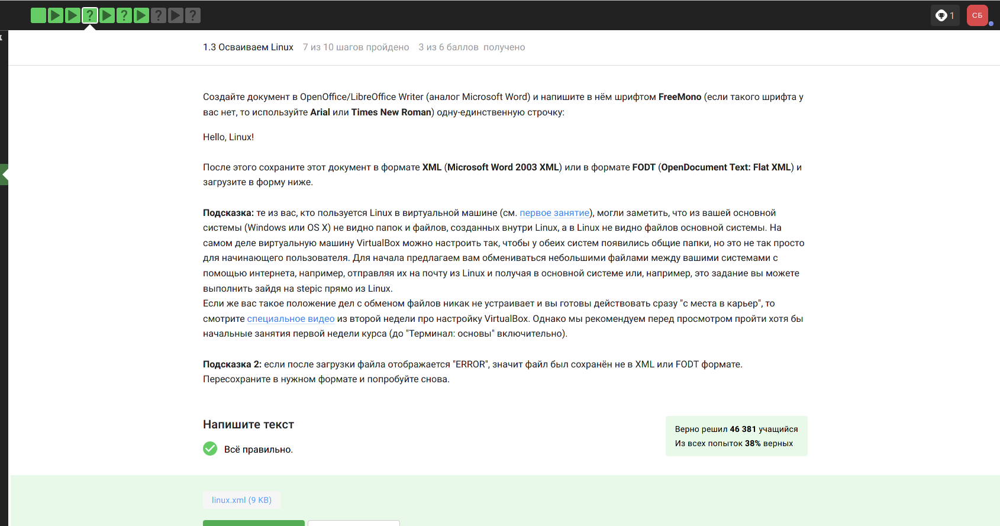 ? ? ? ?
1
СБ
1.3 Осваиваем Linux 7 из 10 шагов пройдено 3 из 6 баллов получено
Создайте документ в OpenOffice/LibreOffice Writer (аналог Microsoft Word) и напишите в нём шрифтом FreeMono (если такого шрифта у
вас нет, то используйте Arial или Times New Roman) одну-единственную строчку:
Hello, Linux!
После этого сохраните этот документ в формате XML (Microsoft Word 2003 XML) или в формате FODT (OpenDocument Text: Flat XML) и
загрузите в форму ниже.
Подсказка: те из вас, кто пользуется Linux в виртуальной машине (см. первое занятие), могли заметить, что из вашей основной
системы (Windows или OS X) не видно папок и файлов, созданных внутри Linux, а в Linux не видно файлов основной системы. На
самом деле виртуальную машину VirtualBox можно настроить так, чтобы у обеих систем появились общие папки, но это не так просто
для начинающего пользователя. Для начала предлагаем вам обмениваться небольшими файлами между вашими системами с
помощью интернета, например, отправляя их на почту из Linux и получая в основной системе или, например, это задание вы можете
выполнить зайдя на stepic прямо из Linux.
Если же вас такое положение дел с обменом файлов никак не устраивает и вы готовы действовать сразу "с места в карьер", то
смотрите специальное видео из второй недели про настройку VirtualBox. Однако мы рекомендуем перед просмотром пройти хотя бы
начальные занятия первой недели курса (до "Терминал: основы" включительно).
Подсказка 2: если после загрузки файла отображается "ERROR", значит файл был сохранён не в XML или FODT формате.
Пересохраните в нужном формате и попробуйте снова.
Напишите текст
Всё правильно.
Верно решил 46 381 учащийся
Из всех попыток 38% верных
linux.xml (9 KB)